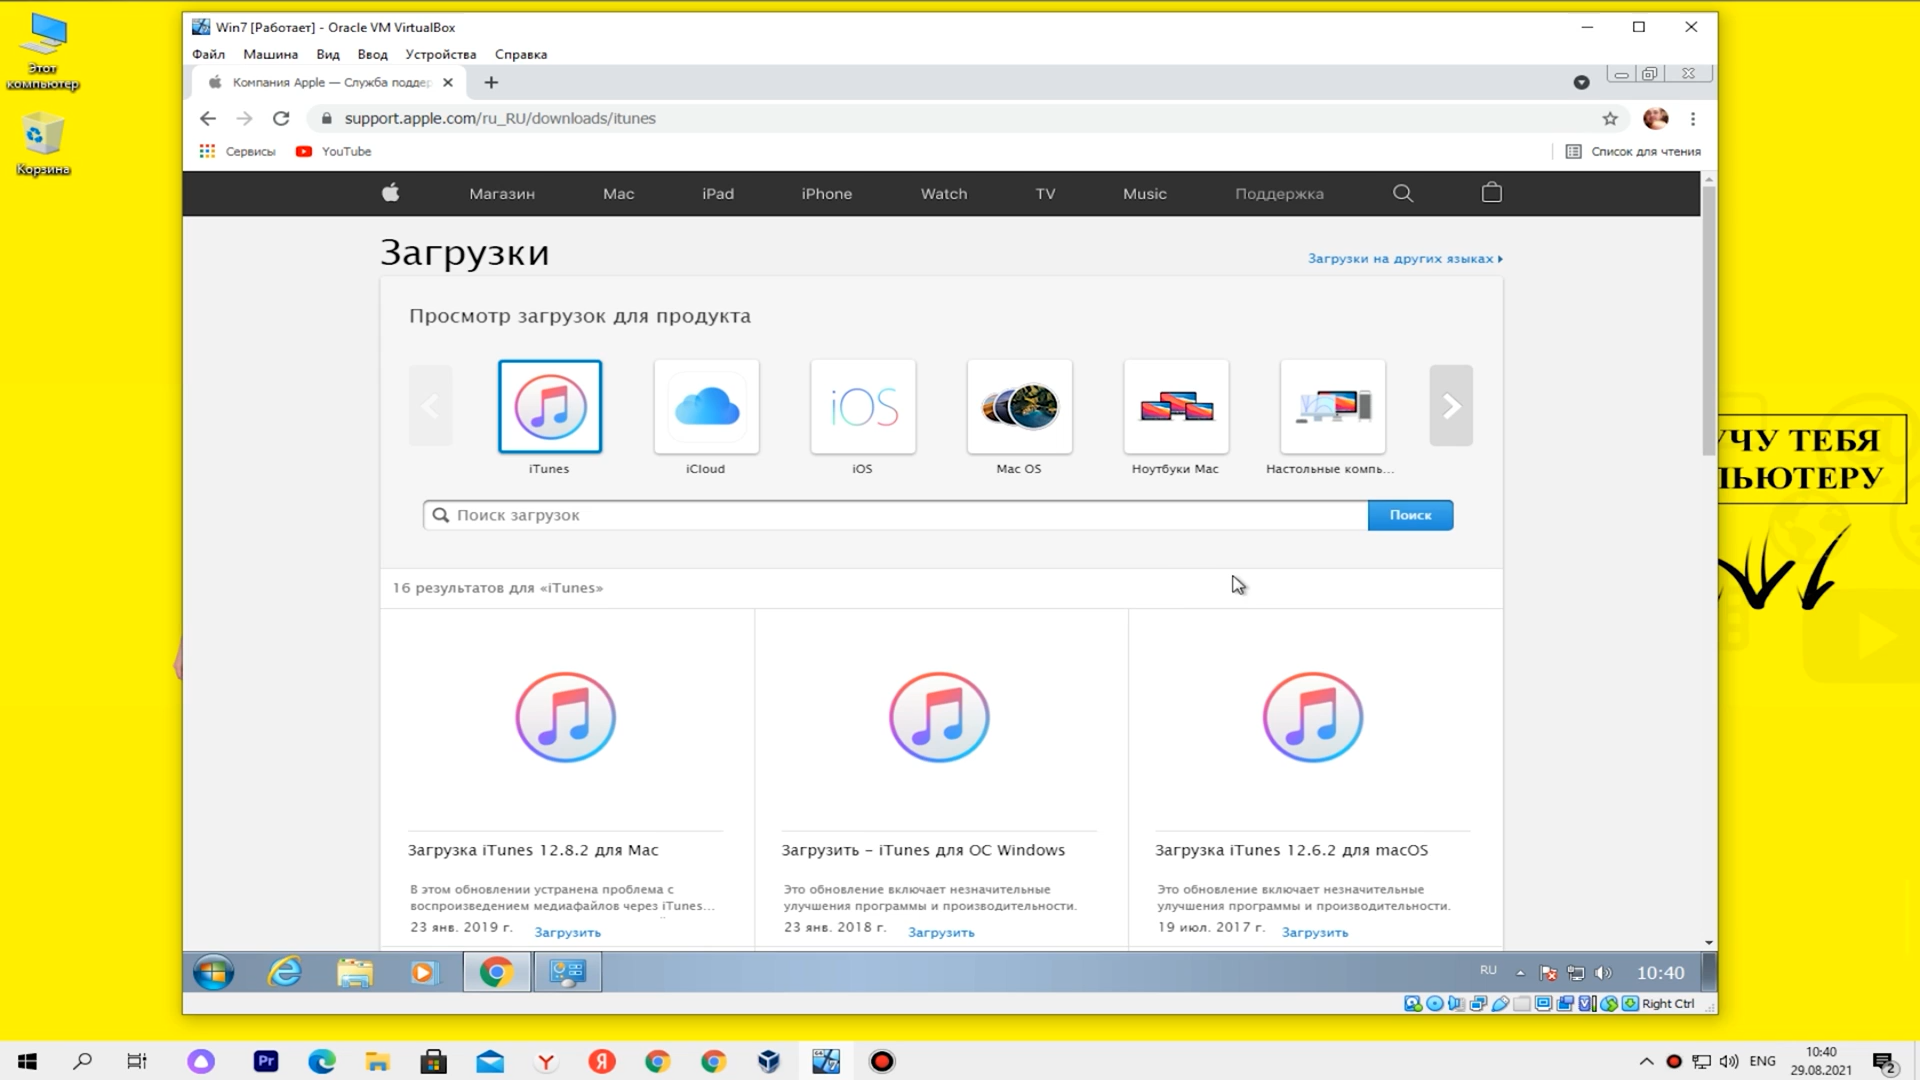 Этот
компьютер
Корзина
Win7 [Работает] - Oracle VM VirtualBox
Файл Машина Вид Ввод Устройства Справка
Компания Apple — Служба поддер
support.apple.com/ru_RU/downloads/itunes
Сервисы YouTube Список для чтения
Магазин Mac iPad iPhone Watch TV Music Поддержка
Загрузки
Загрузки на других языках
Просмотр загрузок для продукта
iOS
iTunes iCloud iOS Mac OS Ноутбуки Mac Настольные компь...
Поиск загрузок Поиск
16 результатов для «iTunes»
Загрузка iTunes 12.8.2 для Mac
В этом обновлении устранена проблема с
воспроизведением медиафайлов через iTunes...
23 янв. 2019 г. Загрузить
Загрузить – iTunes для ОС Windows
Это обновление включает незначительные
улучшения программы и производительности.
23 янв. 2018 г. Загрузить
Загрузка iTunes 12.6.2 для macOS
Это обновление включает незначительные
улучшения программы и производительности.
19 июл. 2017 г. Загрузить
УЧУ ТЕБЯ
ПЬЮТЕРУ
RU 10:40
Right Ctrl
Pr Y Я
ENG 10:40
29.08.2021
2